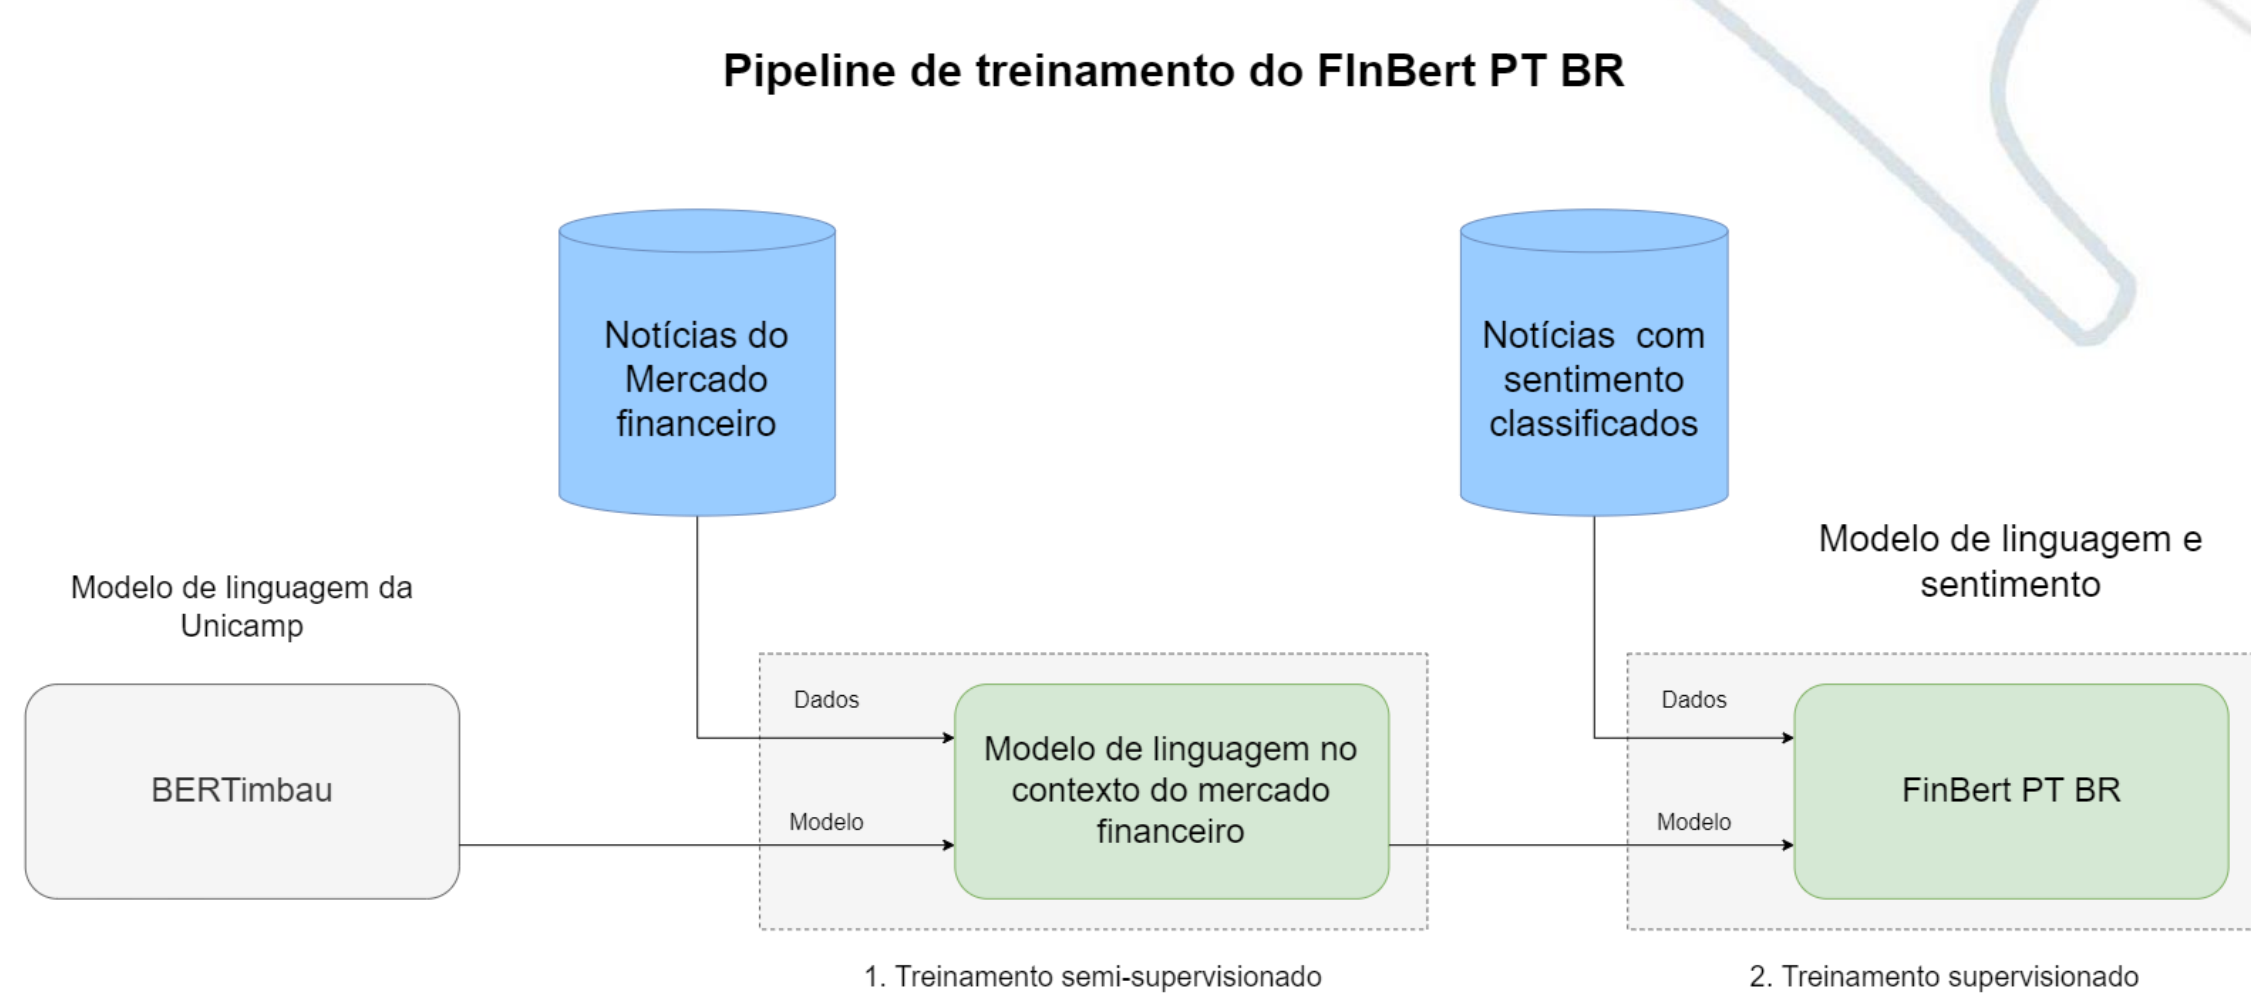 Pipeline de treinamento do FInBert PT BR
Notícias do
Mercado
financeiro
Notícias com
sentimento
classificados
Modelo de linguagem da
Unicamp
Modelo de linguagem e
sentimento
BERTimbau
Dados
Modelo
Modelo de linguagem no
contexto do mercado
financeiro
Dados
Modelo
FinBert PT BR
1. Treinamento semi-supervisionado
2. Treinamento supervisionado